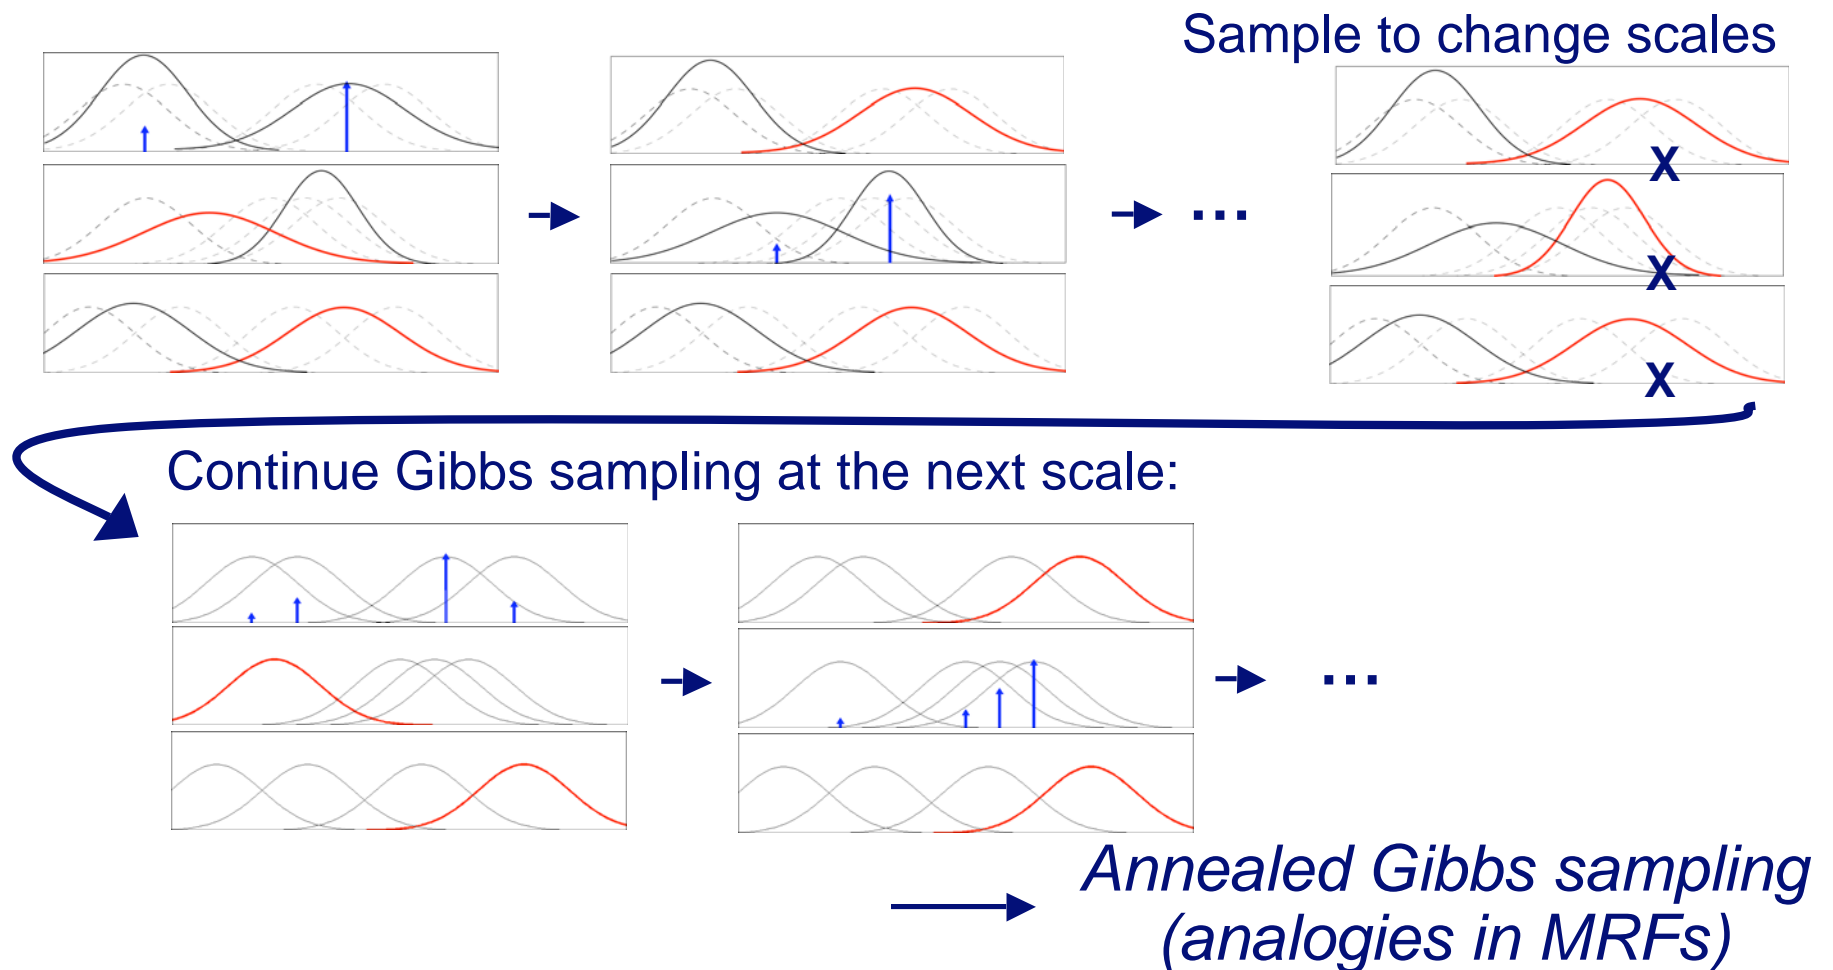 Sample to change scales
...
X
X
X
Continue Gibbs sampling at the next scale:
...
Annealed Gibbs sampling
(analogies in MRFs)